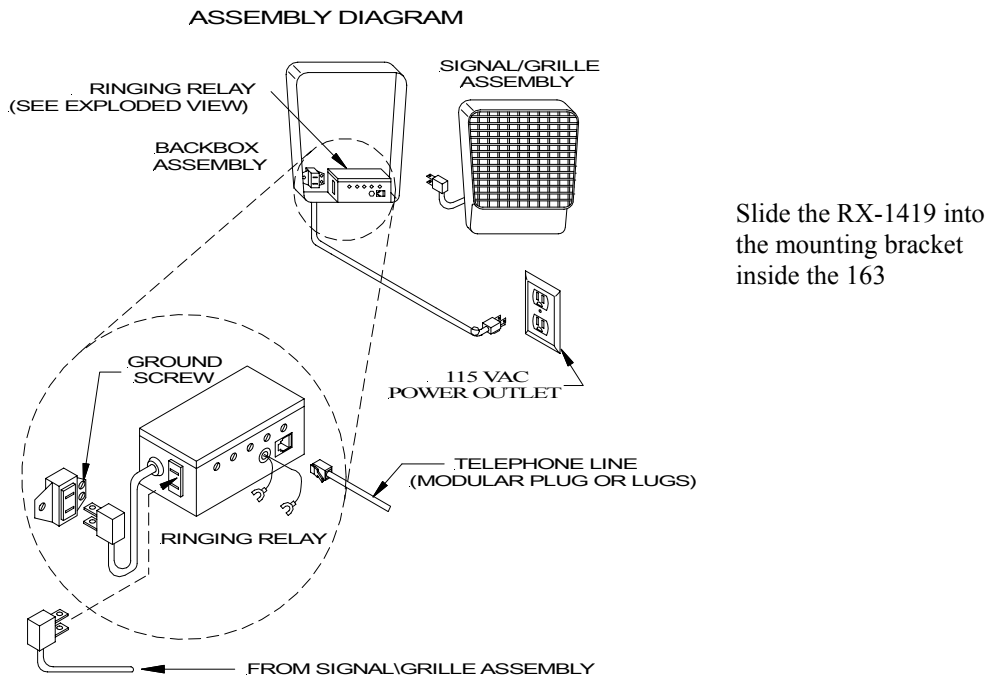 ASSEMBLY DIAGRAM
RINGING RELAY
(SEE EXPLODED VIEW)
SIGNAL/GRILLE
ASSEMBLY
BACKBOX
ASSEMBLY
Slide the RX-1419 into
the mounting bracket
inside the 163
GROUND
SCREW
115 VAC
POWER OUTLET
TELEPHONE LINE
(MODULAR PLUG OR LUGS)
RINGING RELAY
FROM SIGNAL\GRILLE ASSEMBLY